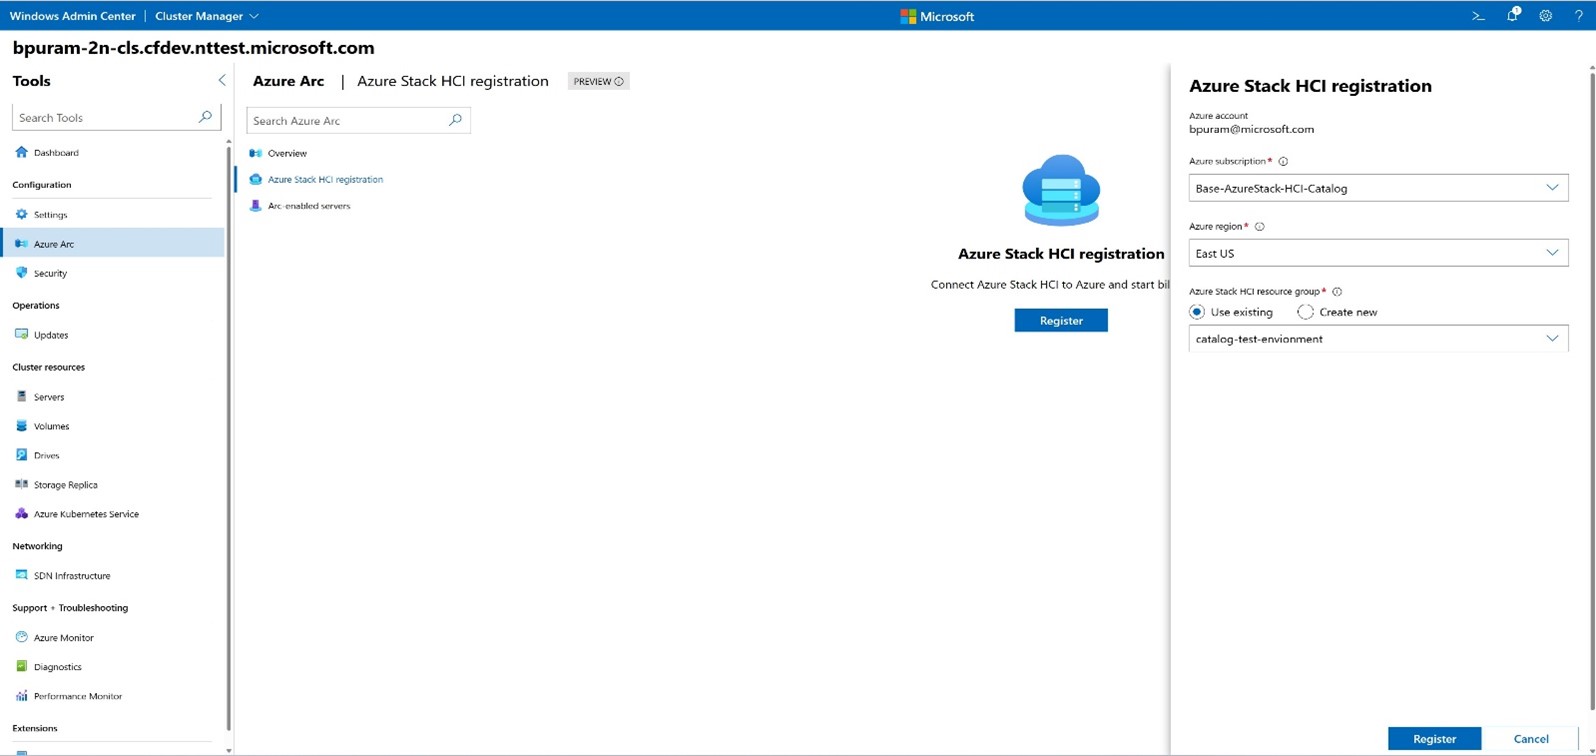 Windows Admin Center | Cluster Manager
Microsoft
bpuram-2n-cls.cfdev.nttest.microsoft.com
Tools
Search Tools
Dashboard
Configuration
Settings
Azure Arc
Security
Operations
Updates
Cluster resources
Servers
Volumes
Drives
Storage Replica
Azure Kubernetes Service
Networking
SDN Infrastructure
Support + Troubleshooting
Azure Monitor
Diagnostics
Performance Monitor
Extensions
Azure Arc | Azure Stack HCI registration PREVIEW
Search Azure Arc
Overview
Azure Stack HCI registration
Arc-enabled servers
Azure Stack HCI registration
Connect Azure Stack HCI to Azure and start bil
Register
Azure Stack HCI registration
Azure account
bpuram@microsoft.com
Azure subscription *
Base-AzureStack-HCI-Catalog
Azure region *
East US
Azure Stack HCI resource group *
Use existing Create new
catalog-test-envionment
Register Cancel